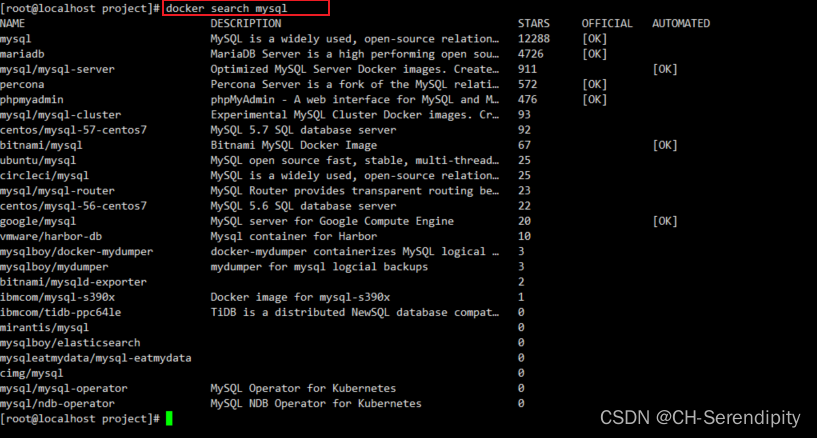 [root@localhost project]# docker search mysql
NAME DESCRIPTION STARS OFFICIAL AUTOMATED
mysql MySQL is a widely used, open-source relation… 12288 [OK]
mariadb MariaDB Server is a high performing open sou… 4726 [OK]
mysql/mysql-server Optimized MySQL Server Docker images. Create… 911 [OK]
percona Percona Server is a fork of the MySQL relati… 572 [OK]
phpmyadmin phpMyAdmin - A web interface for MySQL and M… 476 [OK]
mysql/mysql-cluster Experimental MySQL Cluster Docker images. Cr… 93
centos/mysql-57-centos7 MySQL 5.7 SQL database server 92
bitnami/mysql Bitnami MySQL Docker Image 67 [OK]
ubuntu/mysql MySQL open source fast, stable, multi-thread… 25
circleci/mysql MySQL is a widely used, open-source relation… 25
mysql/mysql-router MySQL Router provides transparent routing be… 23
centos/mysql-56-centos7 MySQL 5.6 SQL database server 22
google/mysql MySQL server for Google Compute Engine 20 [OK]
vmware/harbor-db Mysql container for Harbor 10
mysqlboy/docker-mydumper docker-mydumper containerizes MySQL logical … 3
mysqlboy/mydumper mydumper for mysql logcial backups 3
bitnami/mysqld-exporter 2
ibmcom/mysql-s390x Docker image for mysql-s390x 1
ibmcom/tidb-ppc64le TiDB is a distributed NewSQL database compat… 0
mirantis/mysql 0
mysqlboy/elasticsearch 0
mysqleatmydata/mysql-eatmydata 0
cimg/mysql 0
mysql/mysql-operator MySQL Operator for Kubernetes 0
mysql/ndb-operator MySQL NDB Operator for Kubernetes 0
[root@localhost project]#
CSDN @CH-Serendipity